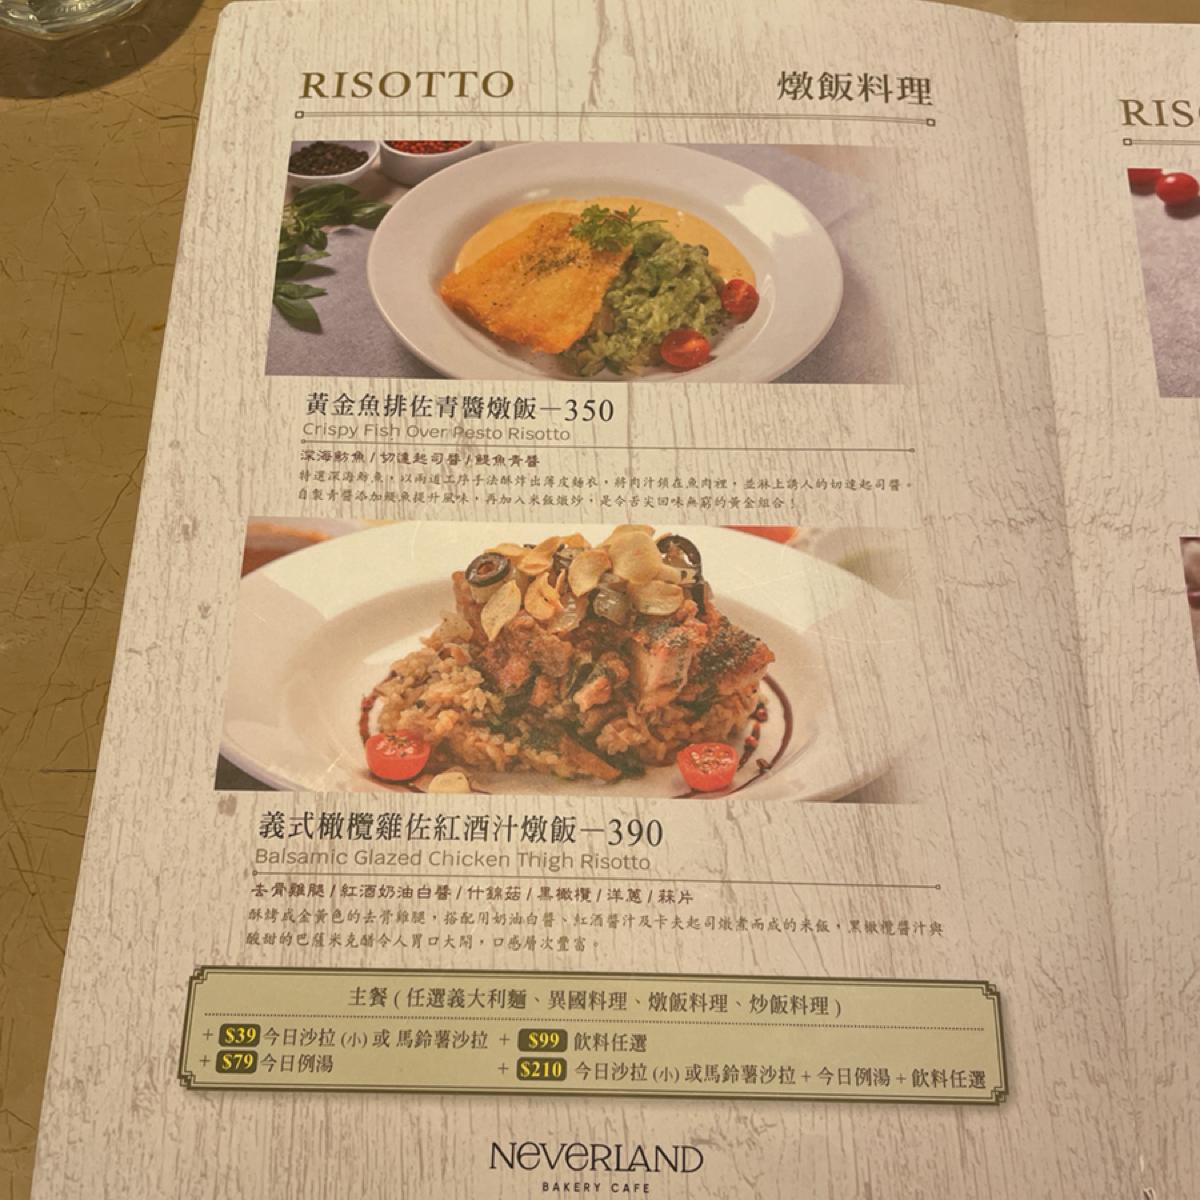 RISOTTO 燉飯料理
黃金魚排佐青醬燉飯－350
Crispy Fish Over Pesto Risotto
深海魴魚/切達起司醬/鯷魚青醬
特選深海魴魚，以兩道工序手法酥炸出薄皮麵衣，將肉汁鎖在魚肉裡，並淋上誘人的切達起司醬。
自製青醬添加鯷魚提升風味，再加入米飯燉炒，是令舌尖回味無窮的黃金組合！
義式橄欖雞佐紅酒汁燉飯－390
Balsamic Glazed Chicken Thigh Risotto
去骨雞腿/紅酒奶油白醬/什錦菇/黑橄欖/洋蔥/蒜片
酥烤成金黃色的去骨雞腿，搭配用奶油白醬、紅酒醬汁及卡夫起司燉煮而成的米飯，黑橄欖醬汁與
酸甜的巴薩米克醋令人胃口大開，口感層次豐富。
主餐(任選義大利麵、異國料理、燉飯料理、炒飯料理)
+ $39 今日沙拉(小)或 馬鈴薯沙拉 + $99 飲料任選
+ $79 今日例湯 + $210 今日沙拉(小)或馬鈴薯沙拉+今日例湯+飲料任選
NEVERLAND
BAKERY CAFE
RIS